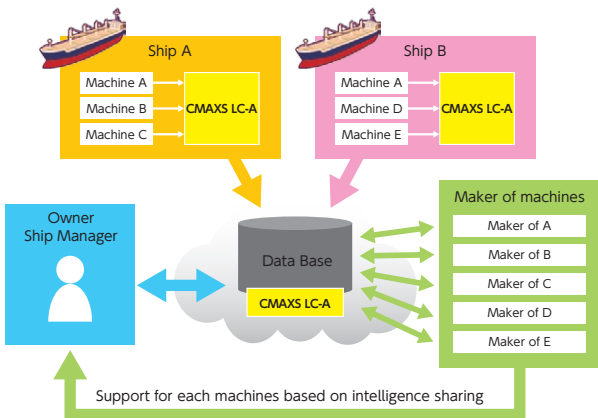 Ship A
Machine A
Machine B
Machine C
CMAXS LC-A
Ship B
Machine A
Machine D
Machine E
CMAXS LC-A
Owner
Ship Manager
Data Base
CMAXS LC-A
Maker of machines
Maker of A
Maker of B
Maker of C
Maker of D
Maker of E
Support for each machines based on intelligence sharing